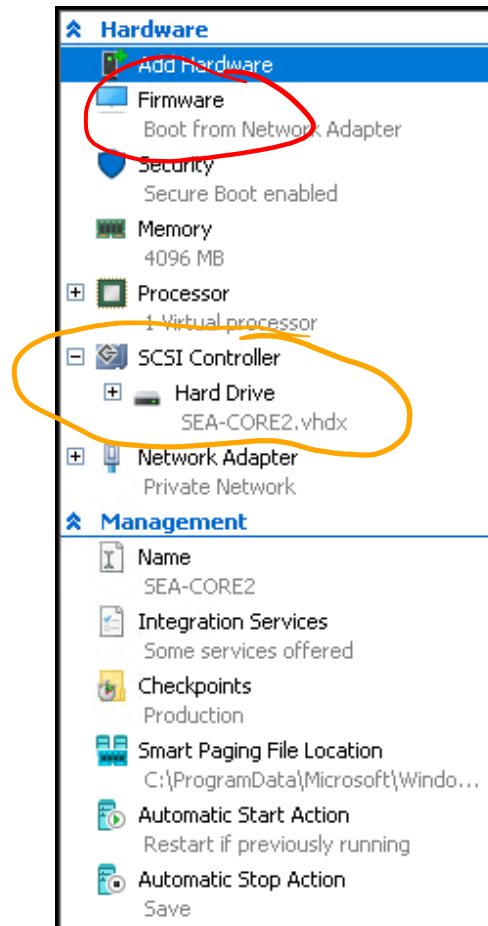 Hardware
Add Hardware
Firmware
Boot from Network Adapter
Security
Secure Boot enabled
Memory
4096 MB
Processor
1 Virtual processor
SCSI Controller
Hard Drive
SEA-CORE2.vhdx
Network Adapter
Private Network
Management
Name
SEA-CORE2
Integration Services
Some services offered
Checkpoints
Production
Smart Paging File Location
C:\ProgramData\Microsoft\Windo...
Automatic Start Action
Restart if previously running
Automatic Stop Action
Save